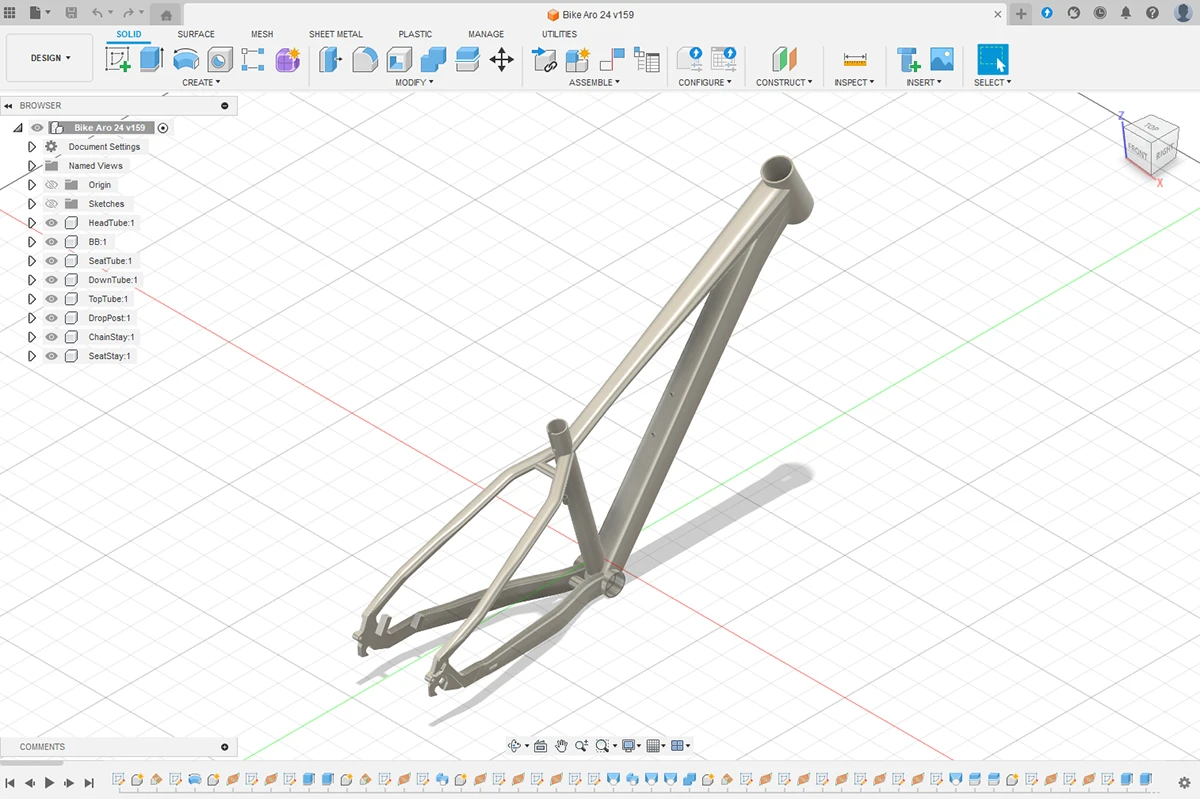 Bike Aro 24 v159
SOLID SURFACE MESH SHEET METAL PLASTIC MANAGE UTILITIES
DESIGN
CREATE MODIFY ASSEMBLE CONFIGURE CONSTRUCT INSPECT INSERT SELECT
BROWSER
Bike Aro 24 v159
Document Settings
Named Views
Origin
Sketches
HeadTube:1
BB:1
SeatTube:1
DownTube:1
TopTube:1
DropPost:1
ChainStay:1
SeatStay:1
Z
TOP
FRONT
RIGHT
X
COMMENTS